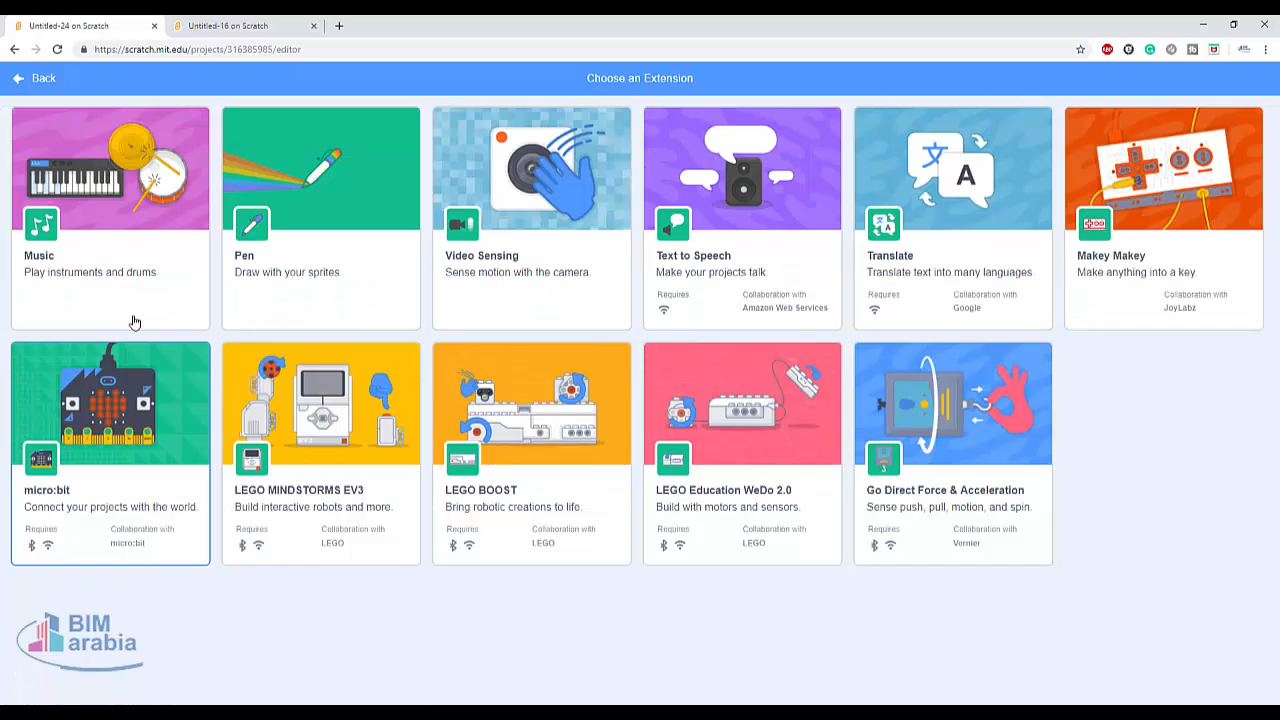 Untitled-24 on Scratch
Untitled-16 on Scratch
https://scratch.mit.edu/projects/316385985/editor
Back
Choose an Extension
Music
Play instruments and drums.
Pen
Draw with your sprites.
Video Sensing
Sense motion with the camera.
Text to Speech
Make your projects talk.
Requires
Collaboration with
Amazon Web Services
文
A
Translate
Translate text into many languages.
Requires
Collaboration with
Google
Makey Makey
Make anything into a key.
Collaboration with
JoyLabz
micro:bit
Connect your projects with the world.
Requires
Collaboration with
micro:bit
LEGO MINDSTORMS EV3
Build interactive robots and more.
Requires
Collaboration with
LEGO
LEGO BOOST
Bring robotic creations to life.
Requires
Collaboration with
LEGO
LEGO Education WeDo 2.0
Build with motors and sensors.
Requires
Collaboration with
LEGO
Go Direct Force & Acceleration
Sense push, pull, motion, and spin.
Requires
Collaboration with
Vernier
BIM
arabia